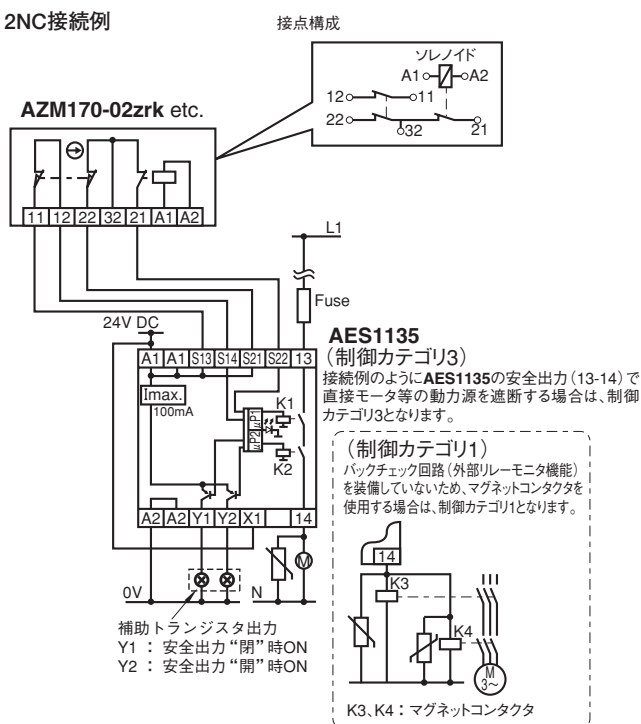 2NC接続例
接点構成
ソレノイド
A1 A2
12 11
22 32 21
AZM170-02zrk etc.
11 12 22 32 21 A1 A2
L1
Fuse
24V DC
A1 A1 S13 S14 S21 S22 13
Imax.
100mA
μP1
μP2
K1
K2
A2 A2 Y1 Y2 X1 14
M
0V
N
補助トランジスタ出力
Y1 : 安全出力“閉”時ON
Y2 : 安全出力“開”時ON
AES1135
(制御カテゴリ3)
接続例のようにAES1135の安全出力(13-14)で
直接モータ等の動力源を遮断する場合は、制御
カテゴリ3となります。
(制御カテゴリ1)
バックチェック回路(外部リレーモニタ機能)
を装備していないため、マグネットコンタクタを
使用する場合は、制御カテゴリ1となります。
14
K3
K4
M
3~
K3、K4:マグネットコンタクタ